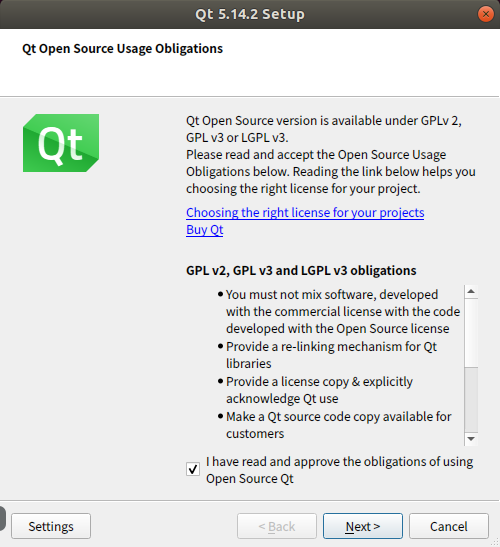 Qt 5.14.2 Setup
Qt Open Source Usage Obligations
Qt
Qt Open Source version is available under GPLv 2,
GPL v3 or LGPL v3.
Please read and accept the Open Source Usage
Obligations below. Reading the link below helps you
choosing the right license for your project.
Choosing the right license for your projects
Buy Qt
GPL v2, GPL v3 and LGPL v3 obligations
• You must not mix software, developed
with the commercial license with the code
developed with the Open Source license
• Provide a re-linking mechanism for Qt
libraries
• Provide a license copy & explicitly
acknowledge Qt use
• Make a Qt source code copy available for
customers
I have read and approve the obligations of using
Open Source Qt
Settings
< Back
Next >
Cancel